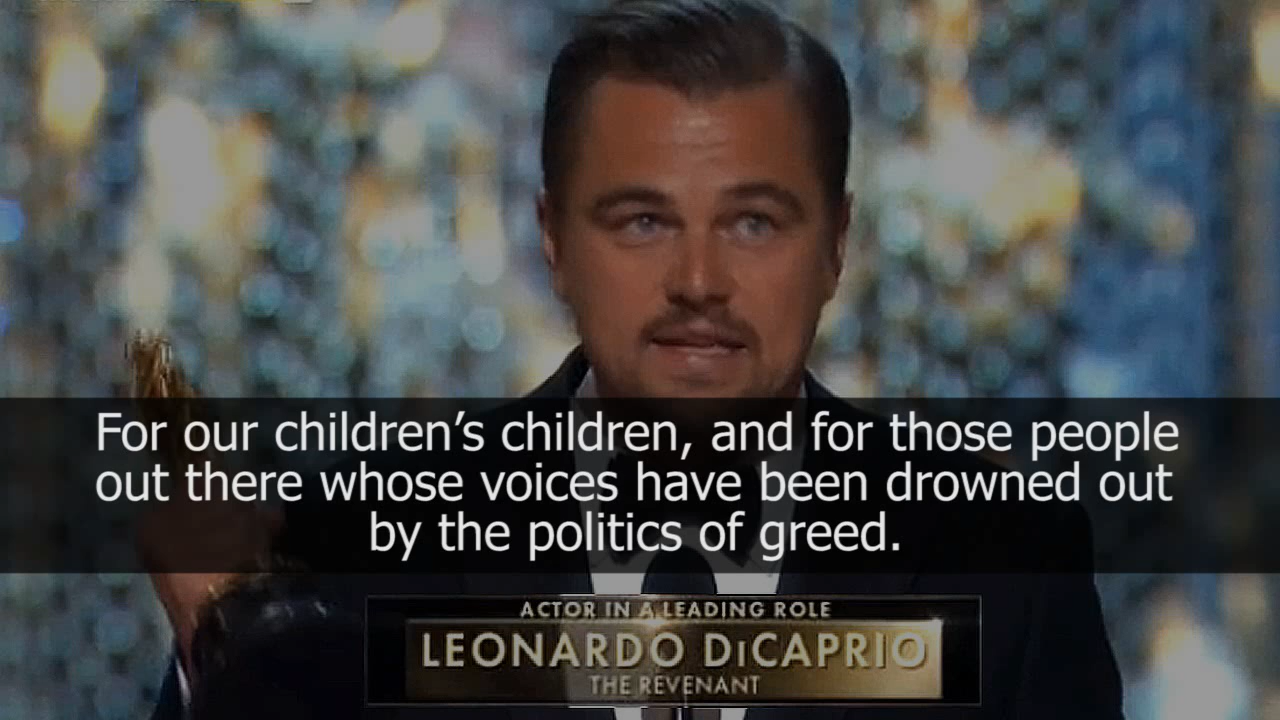 For our children’s children, and for those people
out there whose voices have been drowned out
by the politics of greed.
ACTOR IN A LEADING ROLE
LEONARDO DiCAPRIO
THE REVENANT